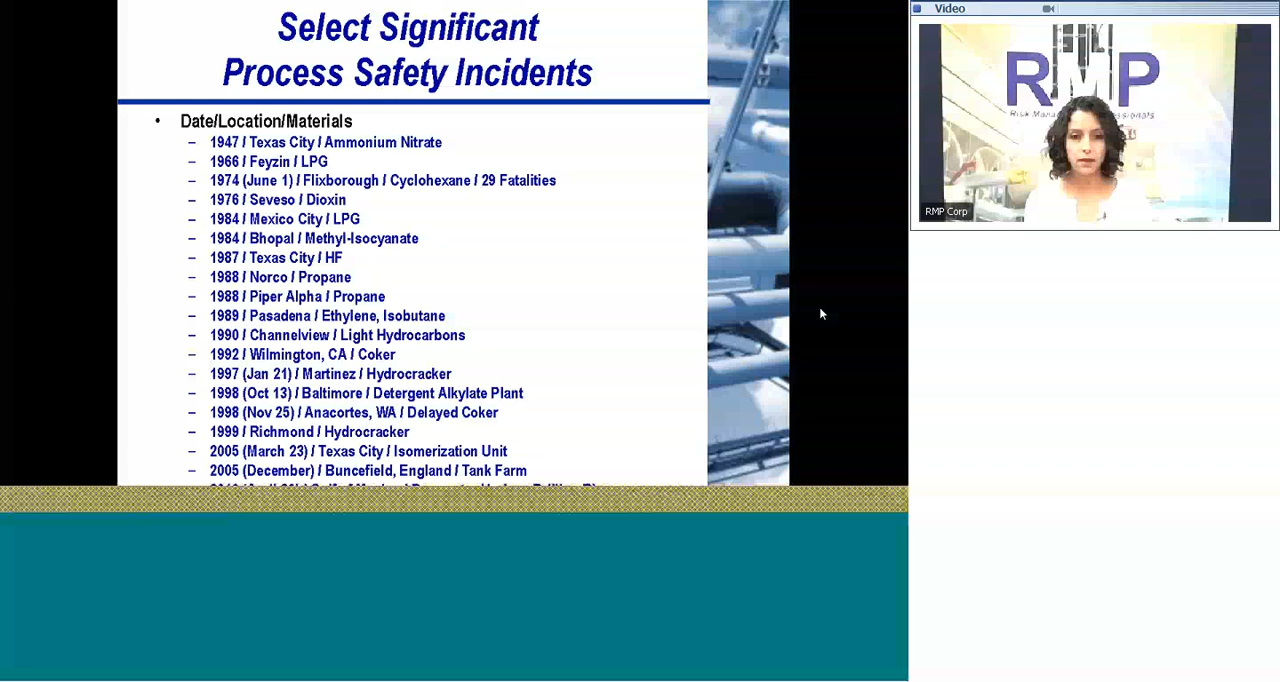 Select Significant
Process Safety Incidents
• Date/Location/Materials
– 1947 / Texas City / Ammonium Nitrate
– 1966 / Feyzin / LPG
– 1974 (June 1) / Flixborough / Cyclohexane / 29 Fatalities
– 1976 / Seveso / Dioxin
– 1984 / Mexico City / LPG
– 1984 / Bhopal / Methyl-Isocyanate
– 1987 / Texas City / HF
– 1988 / Norco / Propane
– 1988 / Piper Alpha / Propane
– 1989 / Pasadena / Ethylene, Isobutane
– 1990 / Channelview / Light Hydrocarbons
– 1992 / Wilmington, CA / Coker
– 1997 (Jan 21) / Martinez / Hydrocracker
– 1998 (Oct 13) / Baltimore / Detergent Alkylate Plant
– 1998 (Nov 25) / Anacortes, WA / Delayed Coker
– 1999 / Richmond / Hydrocracker
– 2005 (March 23) / Texas City / Isomerization Unit
– 2005 (December) / Buncefield, England / Tank Farm
Video
RMP
Risk
RMP Corp